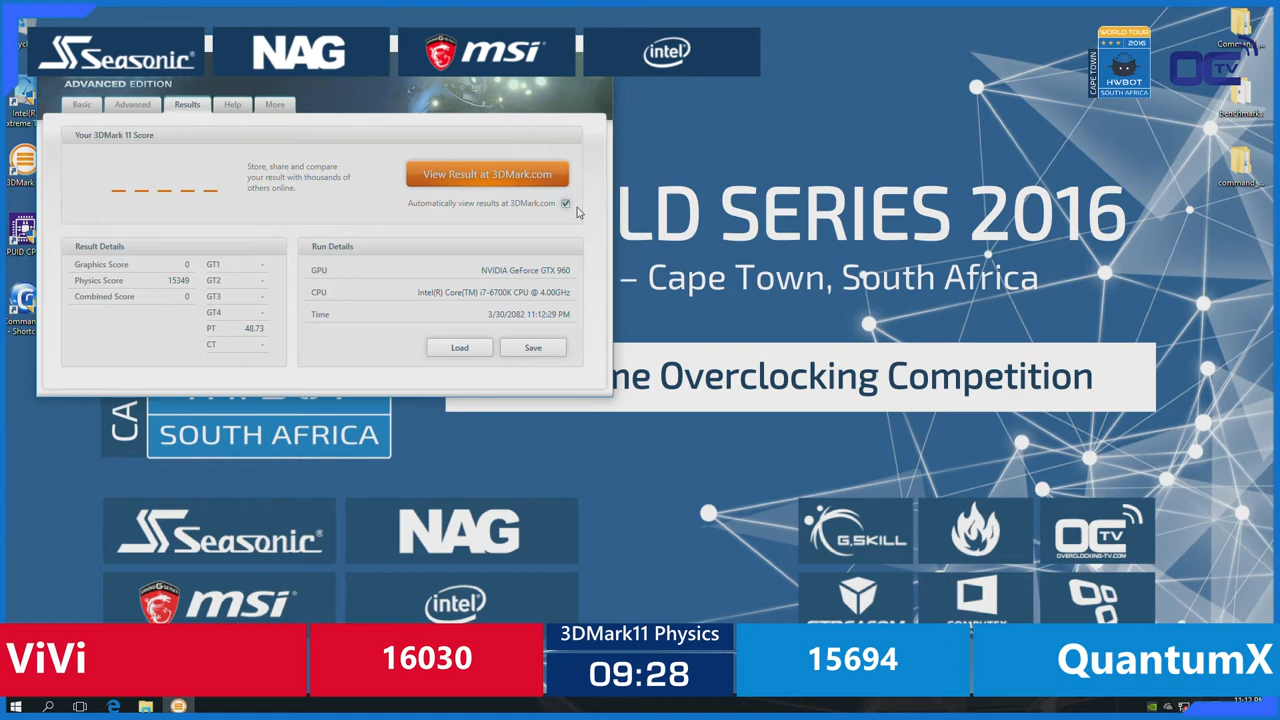 Seasonic
NAG
msi
intel
WORLD TOUR
2016
CAPE TOWN
HWBOT
SOUTH AFRICA
OC TV
ADVANCED EDITION
Basic
Advanced
Results
Help
More
Your 3DMark 11 Score
Store, share and compare
your result with thousands of
others online.
View Result at 3DMark.com
Automatically view results at 3DMark.com
Result Details
Graphics Score 0
Physics Score 15349
Combined Score 0
GT1 -
GT2 -
GT3 -
GT4 -
PT 48.73
CT -
Run Details
GPU NVIDIA GeForce GTX 960
CPU Intel(R) Core(TM) i7-6700K CPU @ 4.00GHz
Time 3/30/2082 11:12:29 PM
Load
Save
Intel(R)
3DMark
benchmarks
LD SERIES 2016
– Cape Town, South Africa
me Overclocking Competition
CA
SOUTH AFRICA
Seasonic
NAG
msi
intel
G.SKILL
OC TV
OVERCLOCKING-TV.COM
ViVi
16030
3DMark11 Physics
09:28
15694
QuantumX